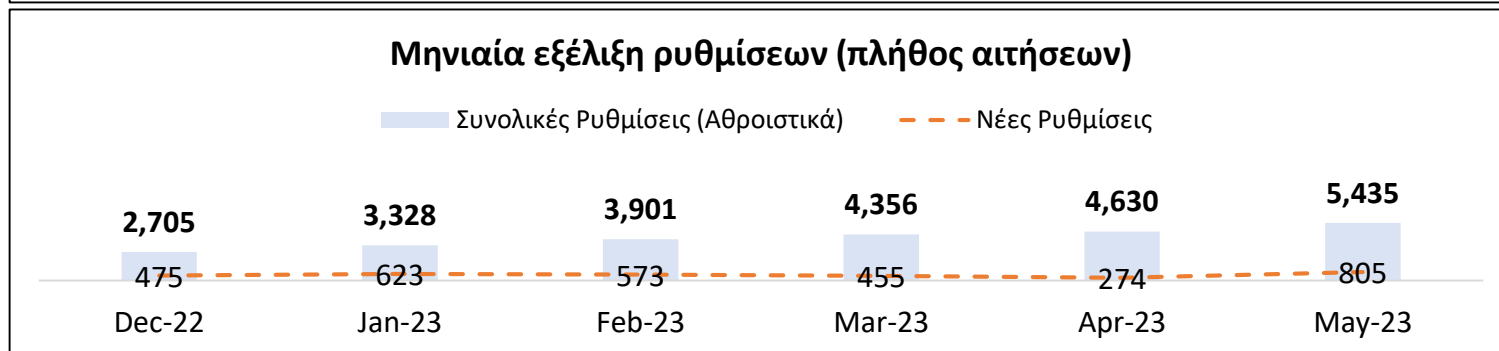 Μηνιαία εξέλιξη ρυθμίσεων (πλήθος αιτήσεων)
Συνολικές Ρυθμίσεις (Αθροιστικά) Νέες Ρυθμίσεις
2,705 3,328 3,901 4,356 4,630 5,435
475 623 573 455 274 805
Dec-22 Jan-23 Feb-23 Mar-23 Apr-23 May-23